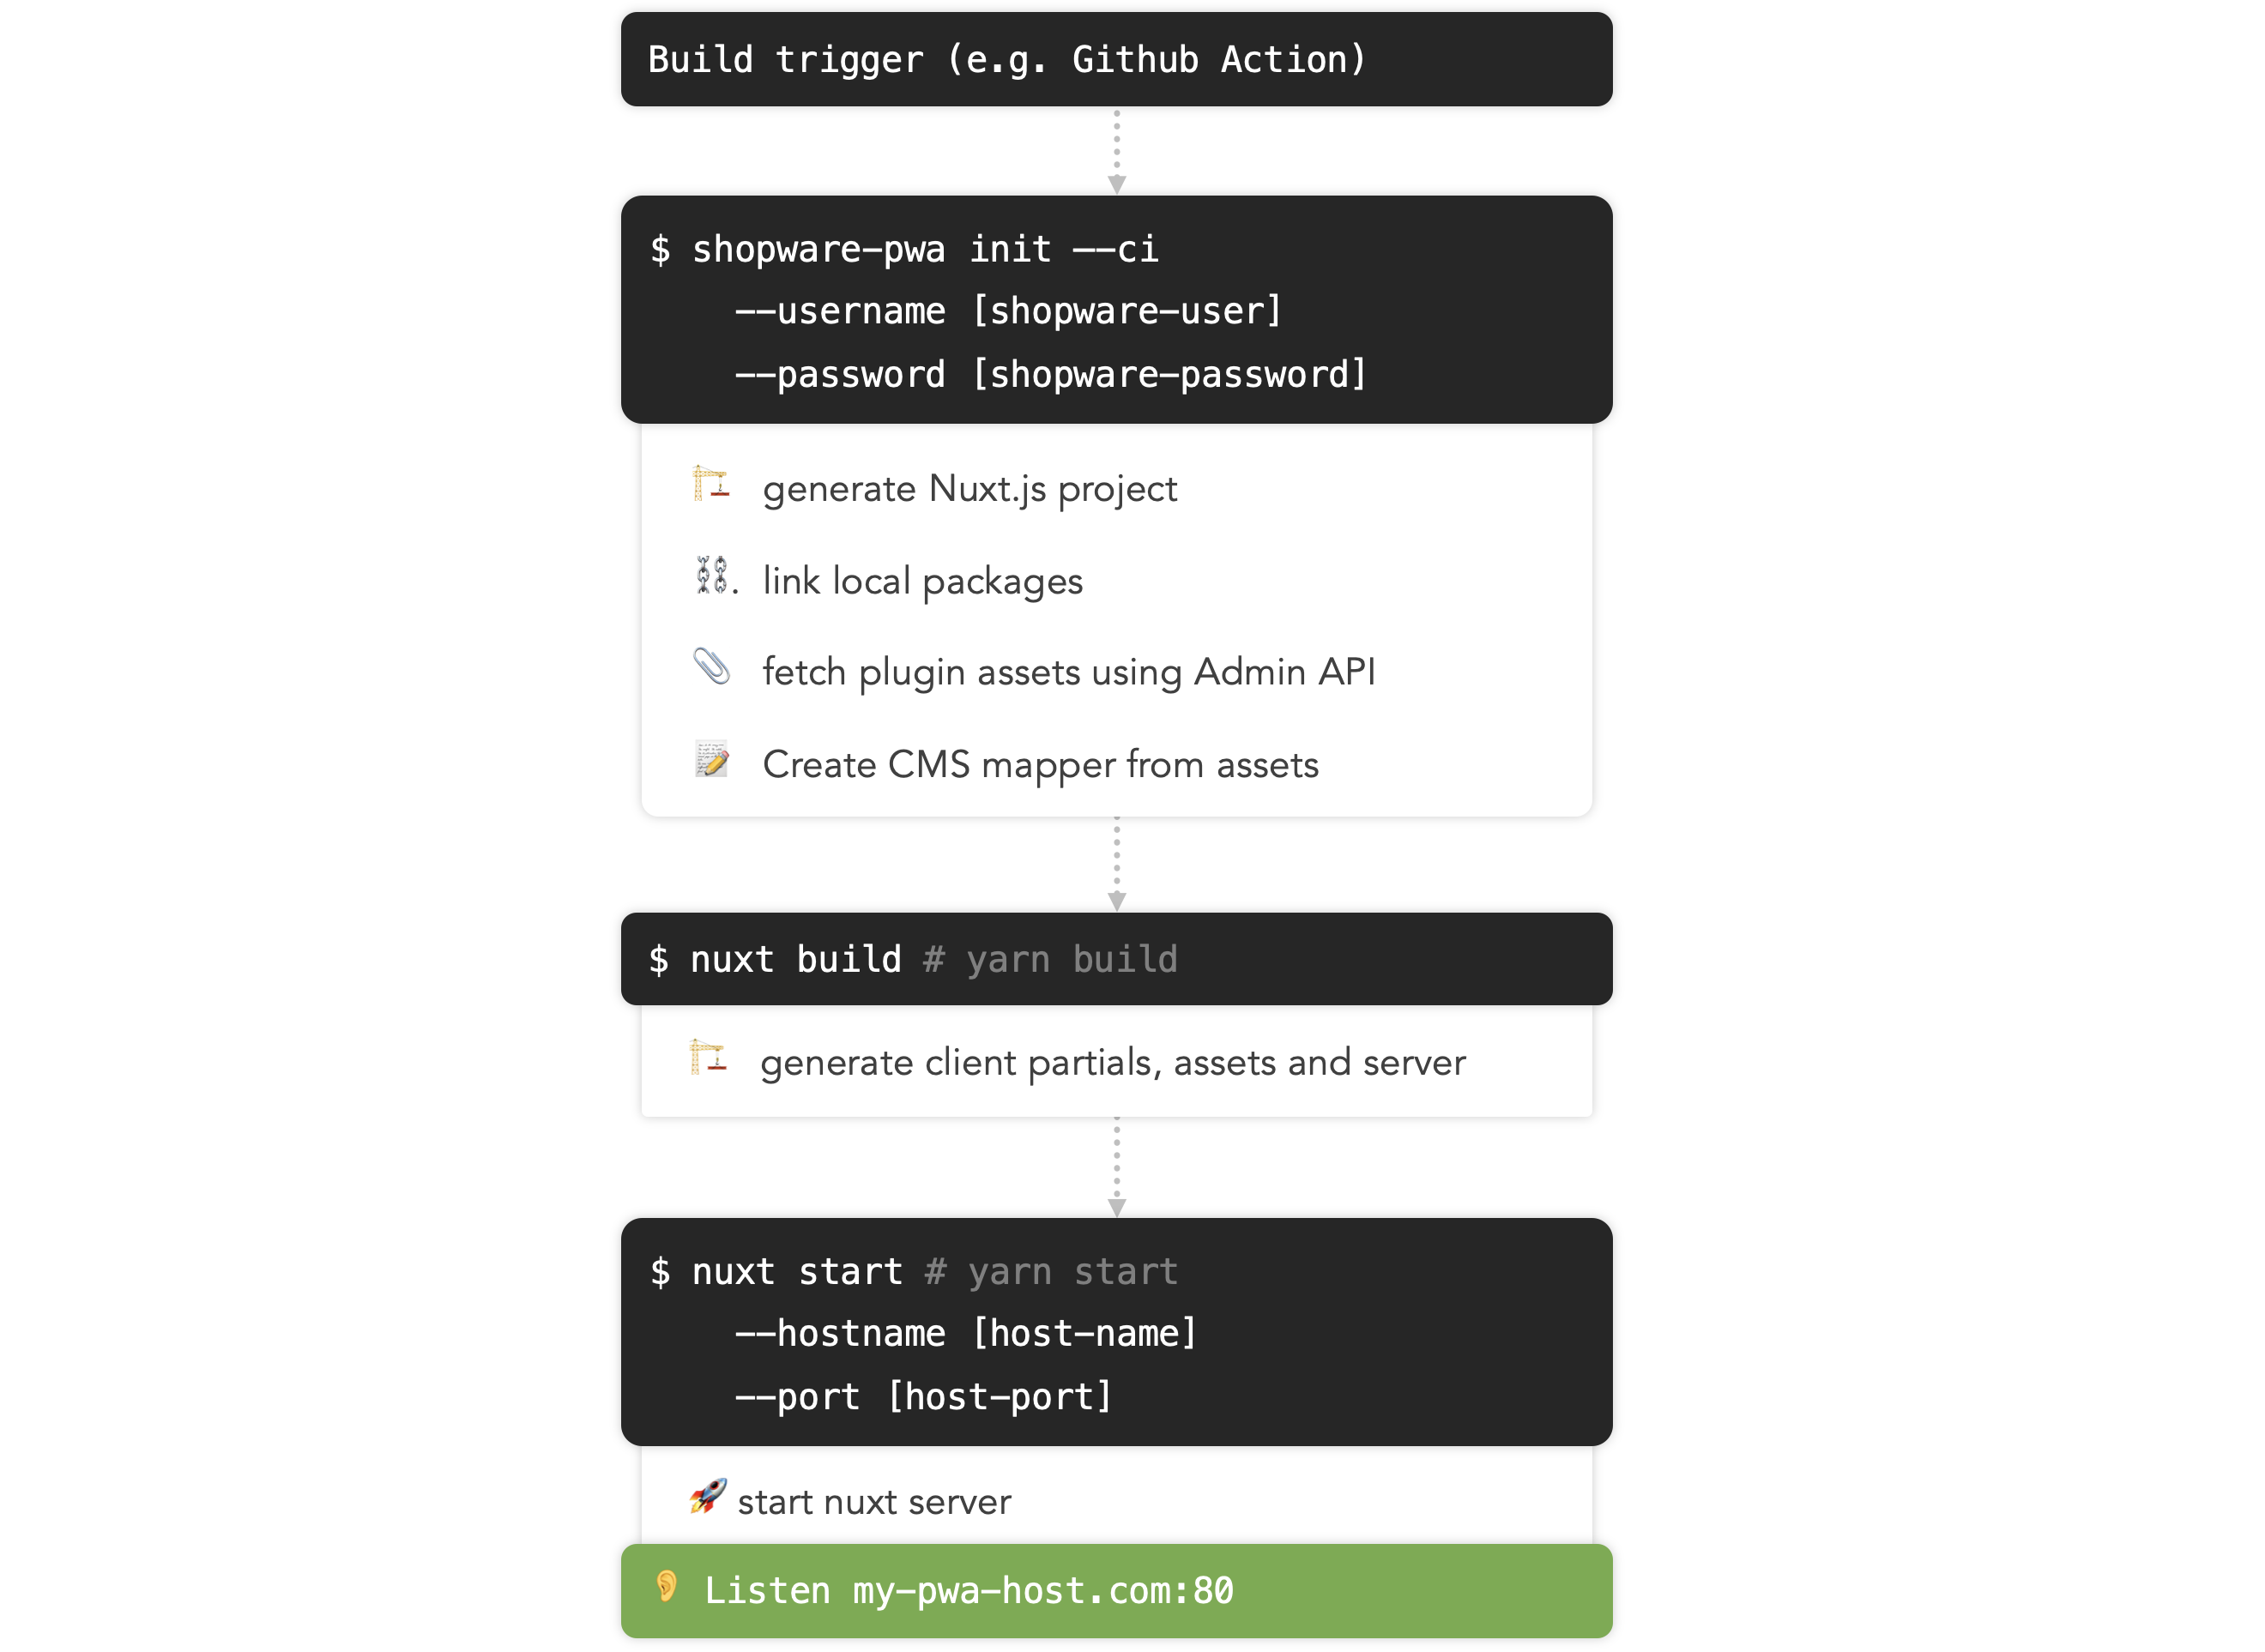 Build trigger (e.g. Github Action)
$ shopware-pwa init --ci
--username [shopware-user]
--password [shopware-password]
generate Nuxt.js project
. link local packages
fetch plugin assets using Admin API
Create CMS mapper from assets
$ nuxt build # yarn build
generate client partials, assets and server
$ nuxt start # yarn start
--hostname [host-name]
--port [host-port]
start nuxt server
Listen my-pwa-host.com:80